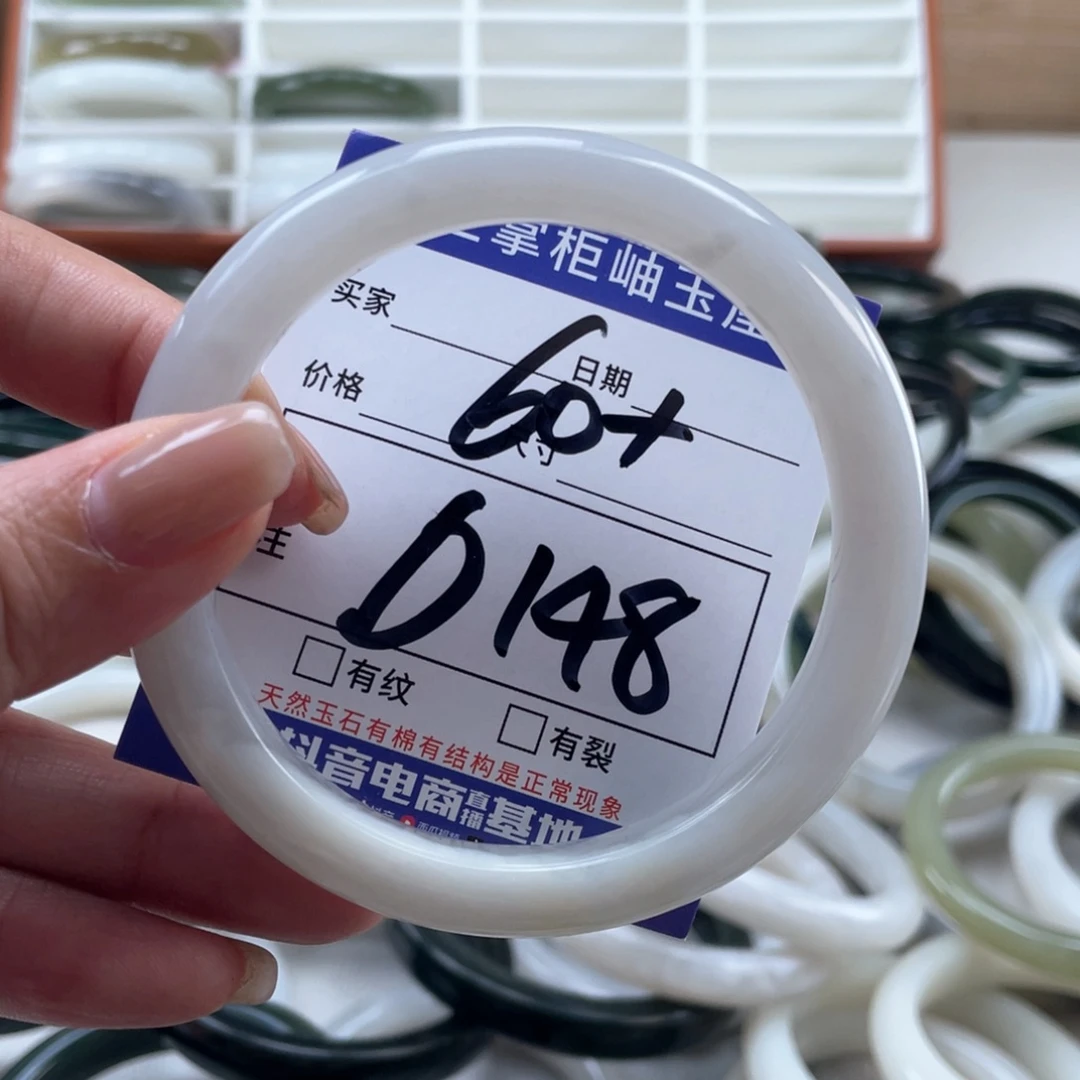 掌柜岫玉
买家
日期
60+
价格
寸
主
D148
有纹
有裂
天然玉石有棉有结构是正常现象
抖音电商直播基地